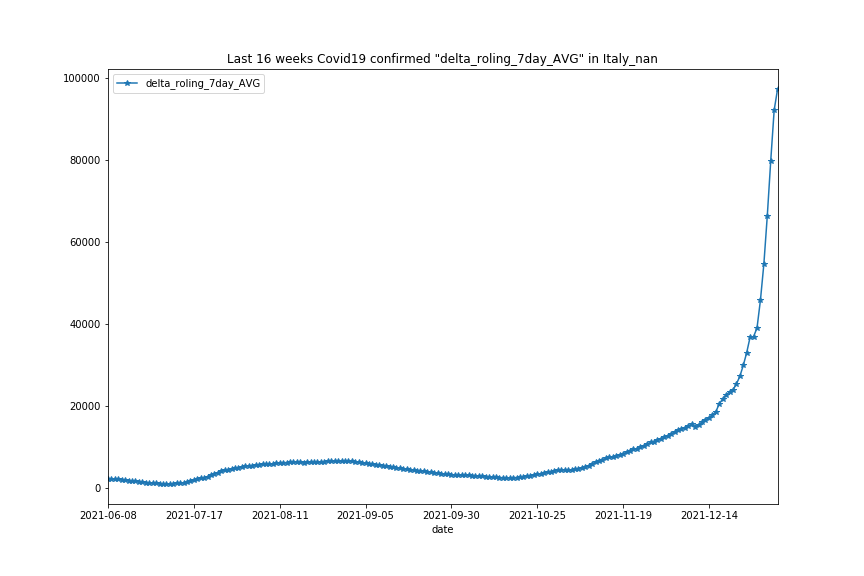 Last 16 weeks Covid19 confirmed "delta_roling_7day_AVG" in Italy_nan
delta_roling_7day_AVG
100000
80000
60000
40000
20000
0
2021-06-08 2021-07-17 2021-08-11 2021-09-05 2021-09-30 2021-10-25 2021-11-19 2021-12-14
date